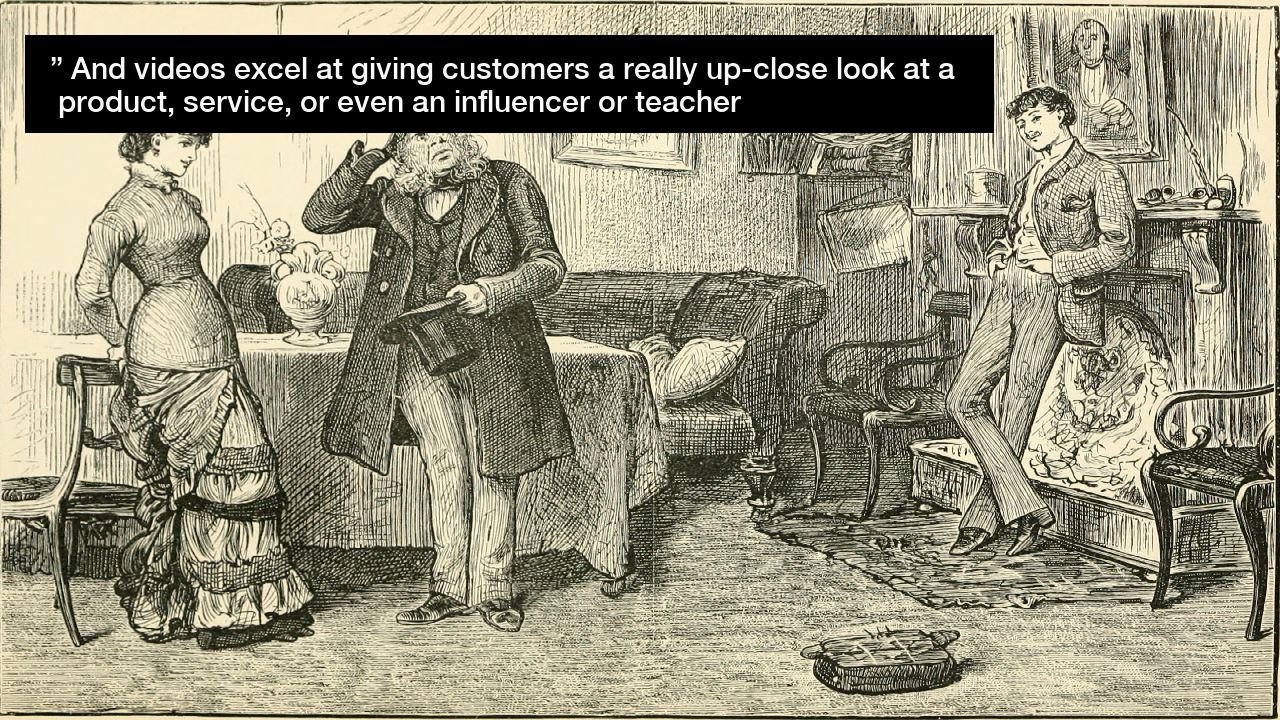 ” And videos excel at giving customers a really up-close look at a
product, service, or even an influencer or teacher